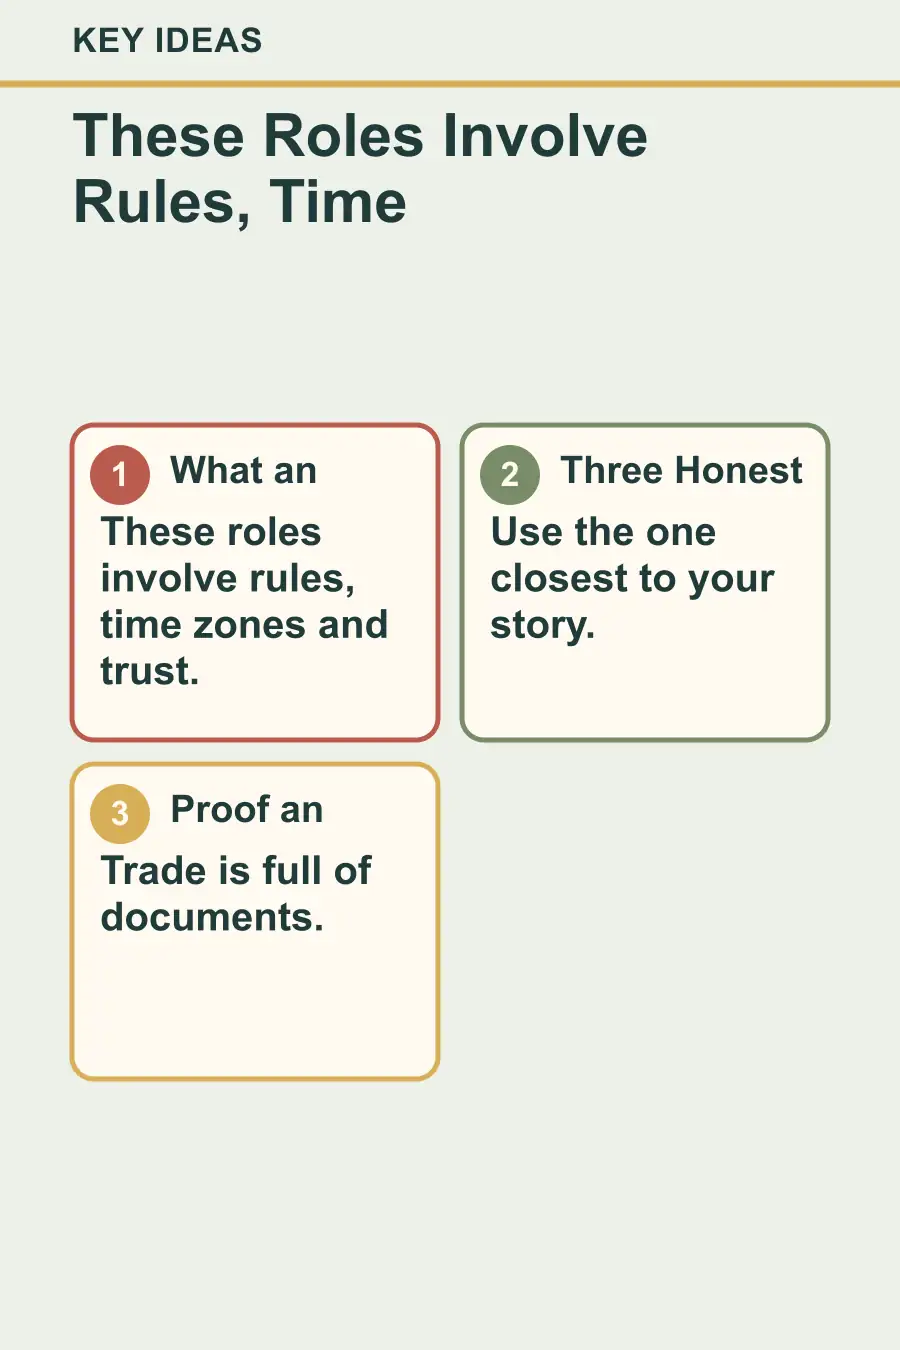 KEY IDEAS
These Roles Involve
Rules, Time
1 What an
These roles
involve rules,
time zones and
trust.
2 Three Honest
Use the one
closest to your
story.
3 Proof an
Trade is full of
documents.